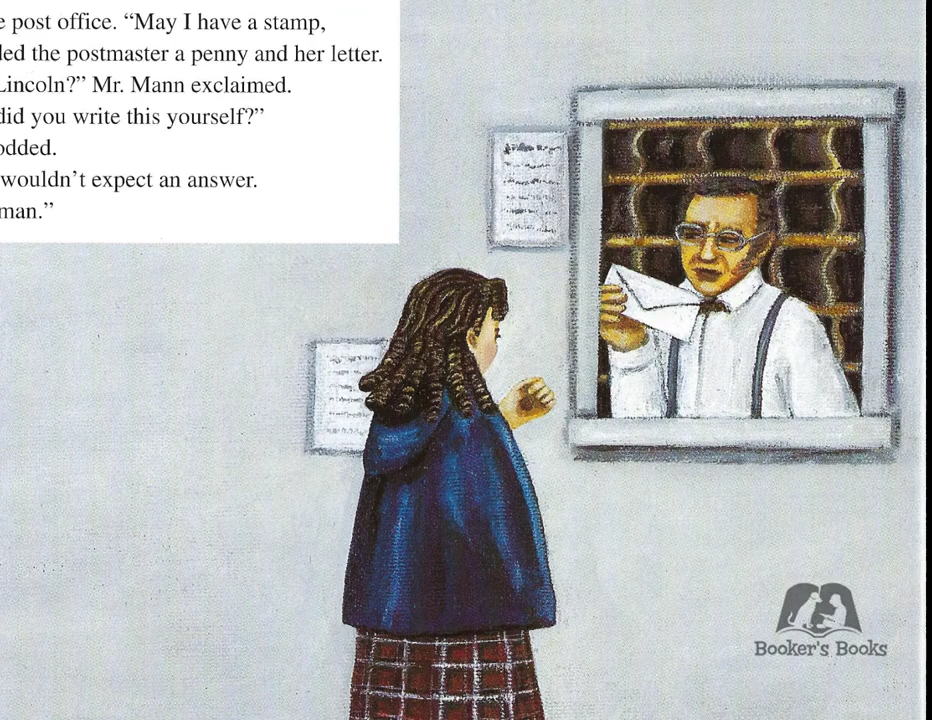 e post office. “May I have a stamp,
led the postmaster a penny and her letter.
Lincoln?” Mr. Mann exclaimed.
did you write this yourself?”
odded.
wouldn’t expect an answer.
man.”
Booker's Books